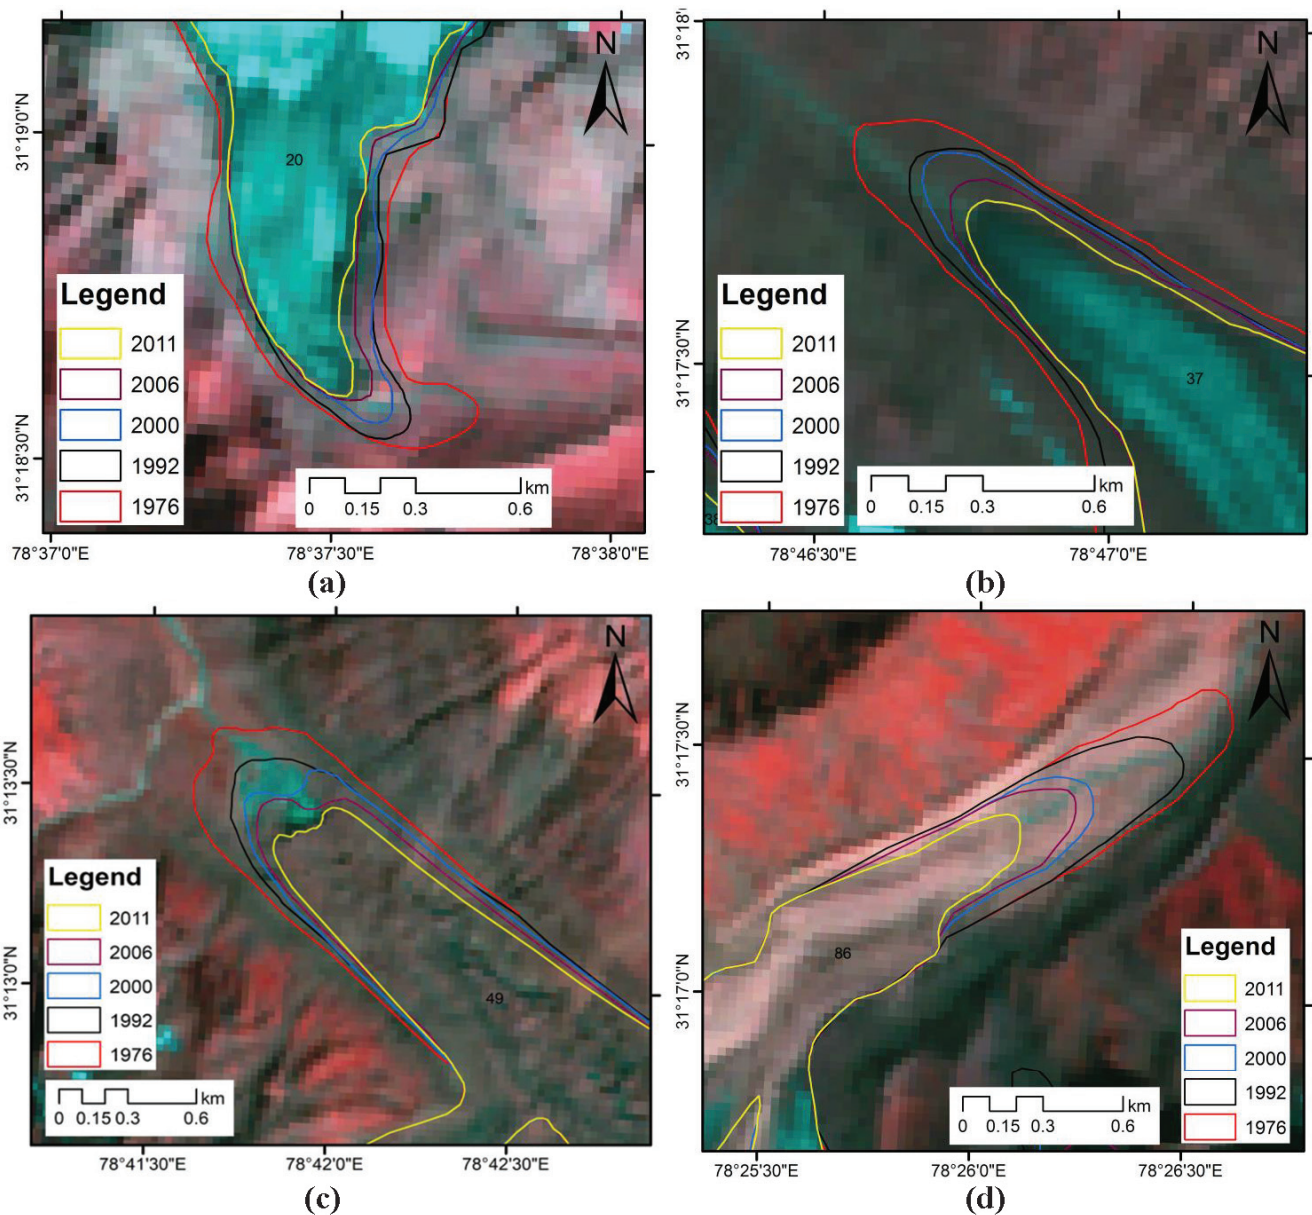 N
31°19'0"N
20
Legend
2011
2006
2000
1992
1976
31°18'30"N
km
0 0.15 0.3 0.6
78°37'0"E 78°37'30"E 78°38'0"E
(a)
N
31°17'30"N
37
Legend
2011
2006
2000
1992
1976
km
0 0.15 0.3 0.6
78°46'30"E 78°47'0"E
(b)
N
31°13'30"N
Legend
2011
2006
2000
1992
1976
31°13'0"N
49
km
0 0.15 0.3 0.6
78°41'30"E 78°42'0"E 78°42'30"E
(c)
N
31°17'30"N
86
31°17'0"N
Legend
2011
2006
2000
1992
1976
km
0 0.15 0.3 0.6
78°25'30"E 78°26'0"E 78°26'30"E
(d)